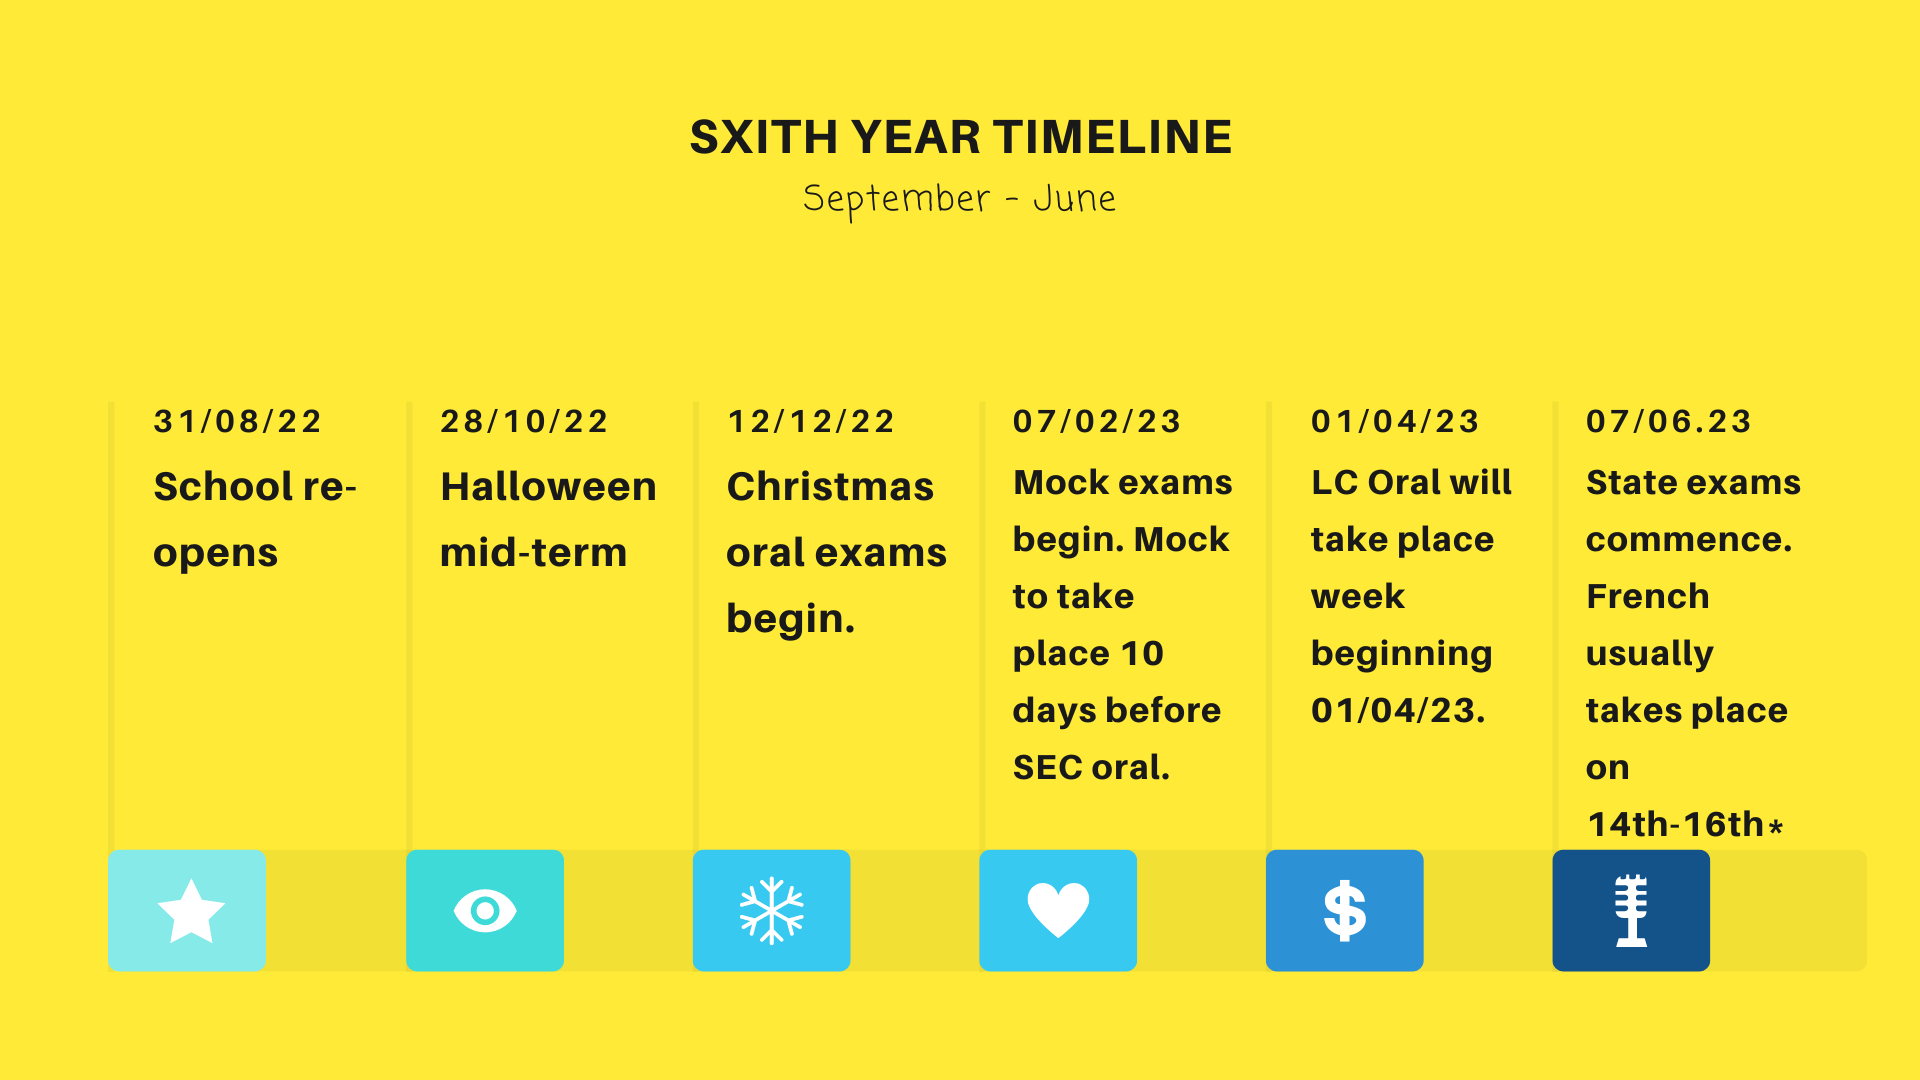 SXITH YEAR TIMELINE
September - June
31/08/22
School re-
opens
28/10/22
Halloween
mid-term
12/12/22
Christmas
oral exams
begin.
07/02/23
Mock exams
begin. Mock
to take
place 10
days before
SEC oral.
01/04/23
LC Oral will
take place
week
beginning
01/04/23.
07/06.23
State exams
commence.
French
usually
takes place
on
14th-16th*
$